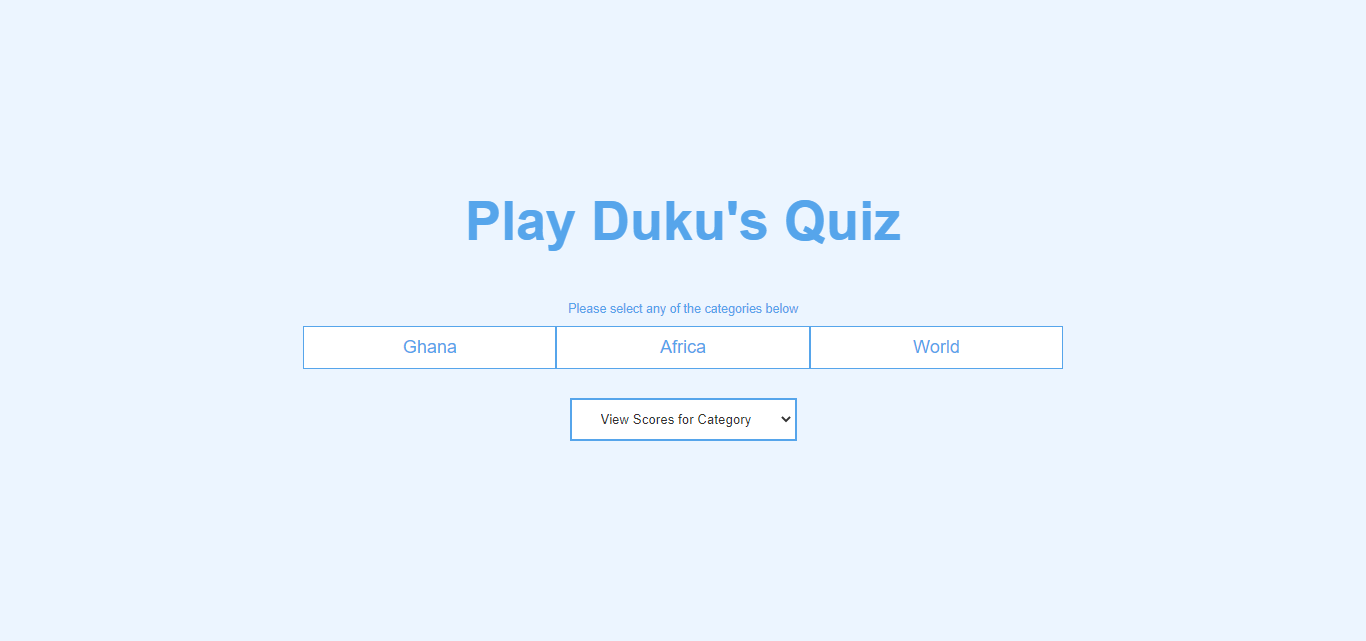 Play Duku's Quiz
Please select any of the categories below
Ghana Africa World
View Scores for Category